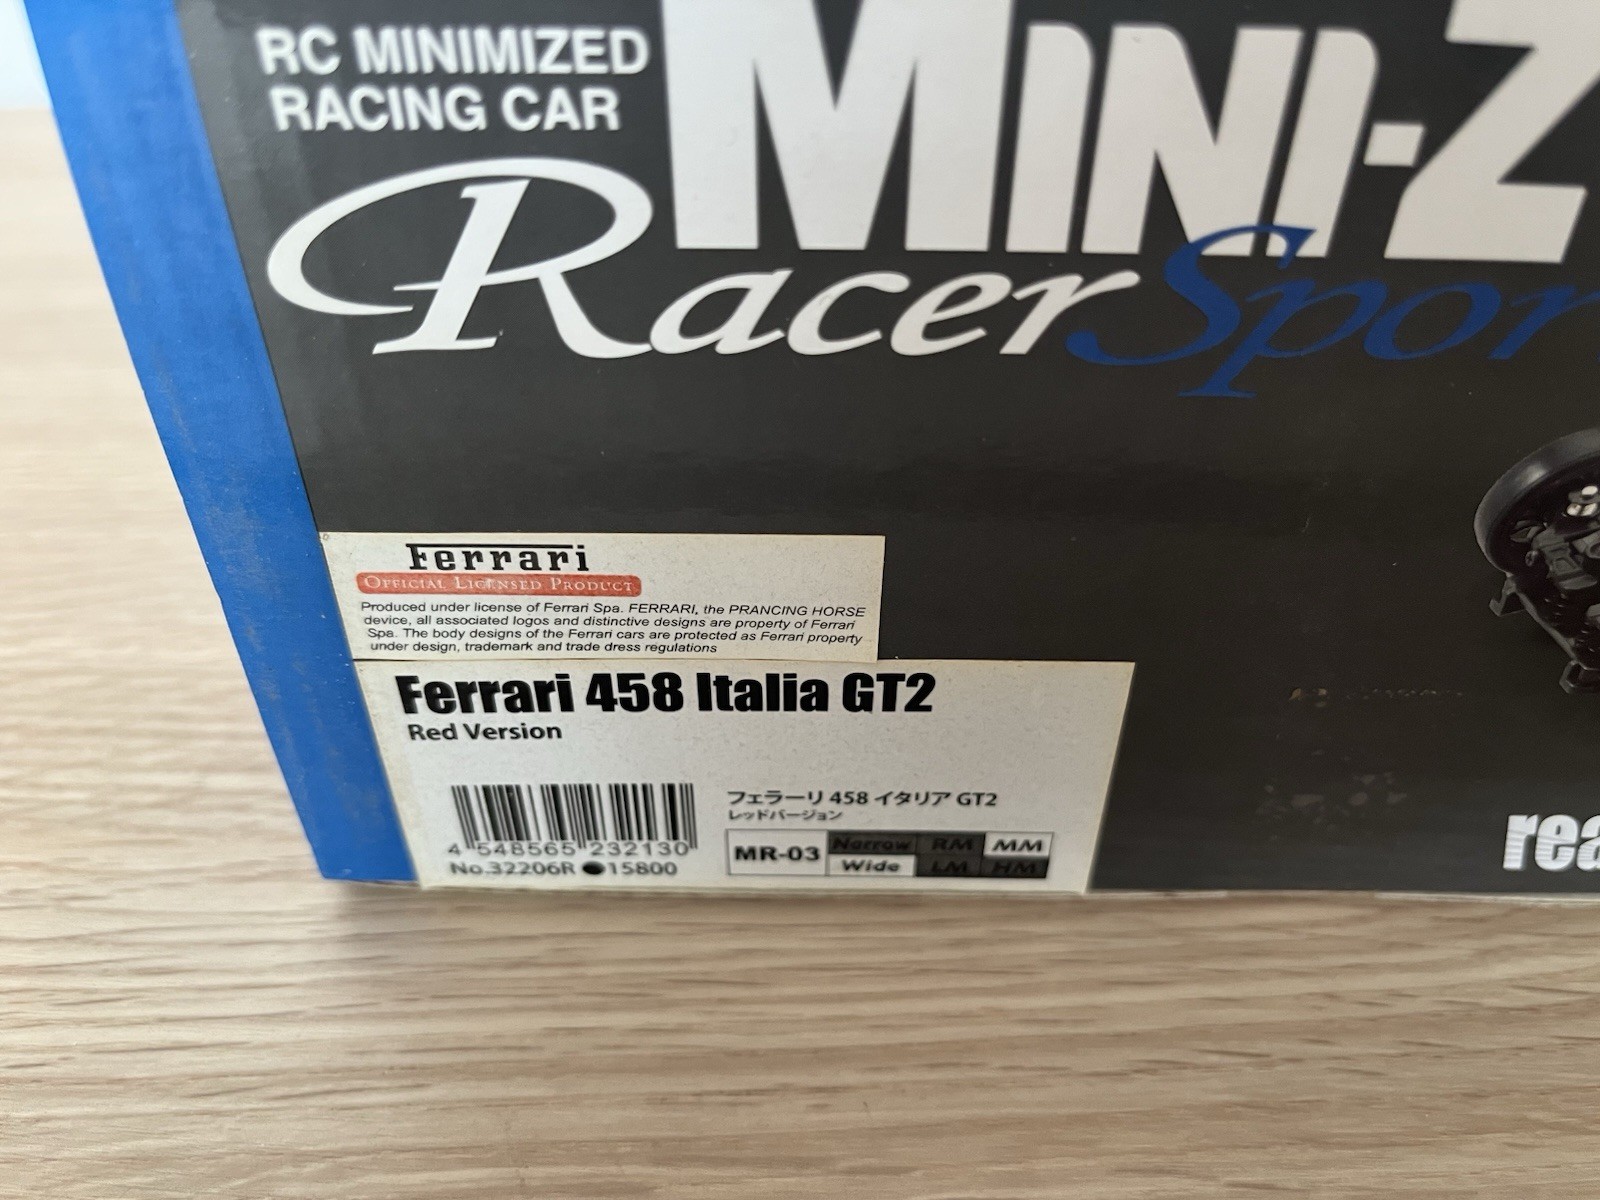 RC MINIMIZED
RACING CAR
MINI-Z
Racer Spor
Ferrari
OFFICIAL LICENSED PRODUCT
Produced under license of Ferrari Spa. FERRARI, the PRANCING HORSE
device, all associated logos and distinctive designs are property of Ferrari
Spa. The body designs of the Ferrari cars are protected as Ferrari property
under design, trademark and trade dress regulations
Ferrari 458 Italia GT2
Red Version
フェラーリ 458 イタリア GT2
レッドバージョン
4 548565 232130
No.32206R ●15800
MR-03 Narrow RM MM
Wide LM HM
rea